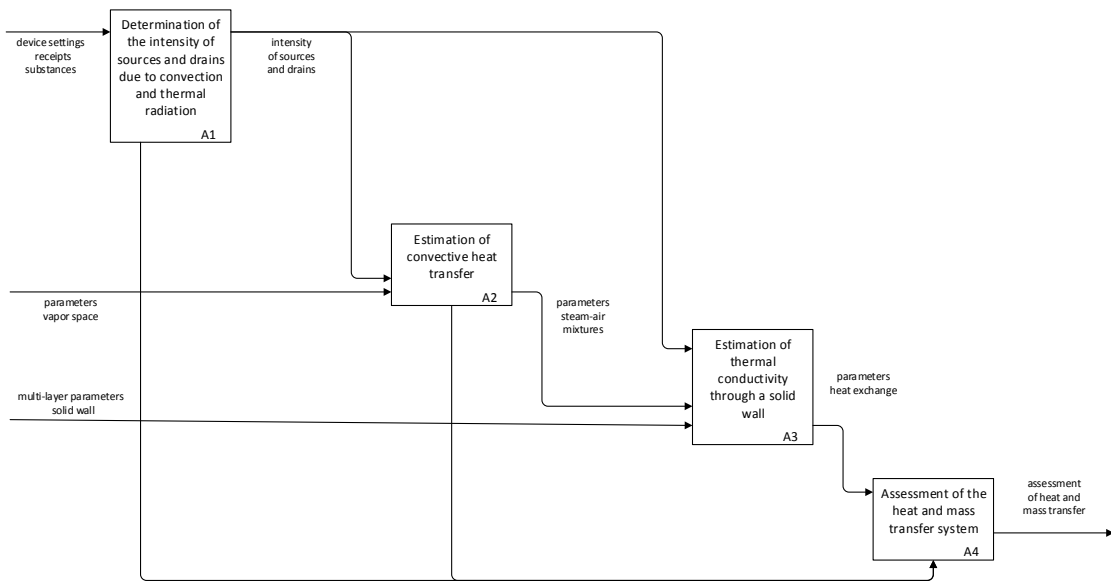 Determination of
the intensity of
sources and drains
due to convection
and thermal
radiation
A1
device settings
receipts
substances
intensity
of sources
and drains
Estimation of
convective heat
transfer
A2
parameters
vapor space
parameters
steam-air
mixtures
Estimation of
thermal
conductivity
through a solid
wall
A3
multi-layer parameters
solid wall
parameters
heat exchange
Assessment of the
heat and mass
transfer system
A4
assessment
of heat and
mass transfer